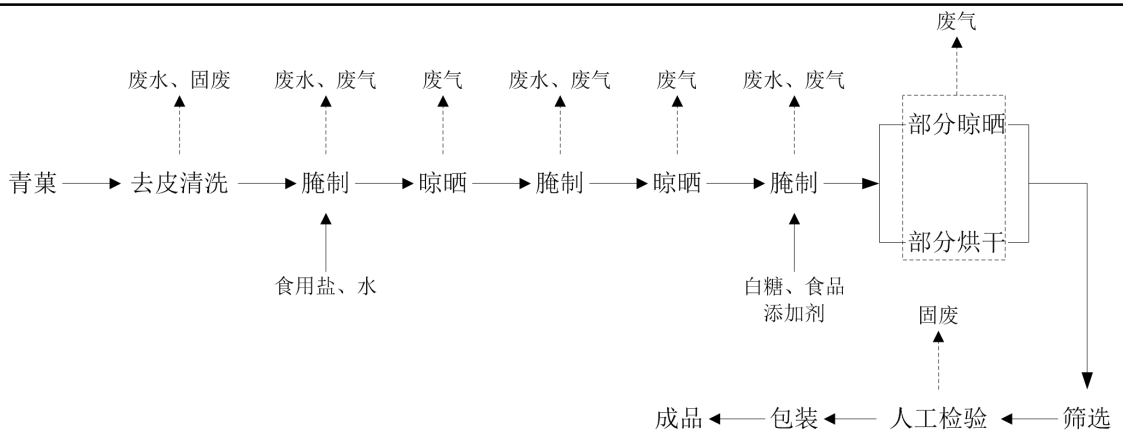 废气
废水、固废
废水、废气
废气
废水、废气
废气
废水、废气
部分晾晒
青菓
去皮清洗
腌制
晾晒
腌制
晾晒
腌制
部分烘干
食用盐、水
白糖、食品
添加剂
固废
成品
包装
人工检验
筛选